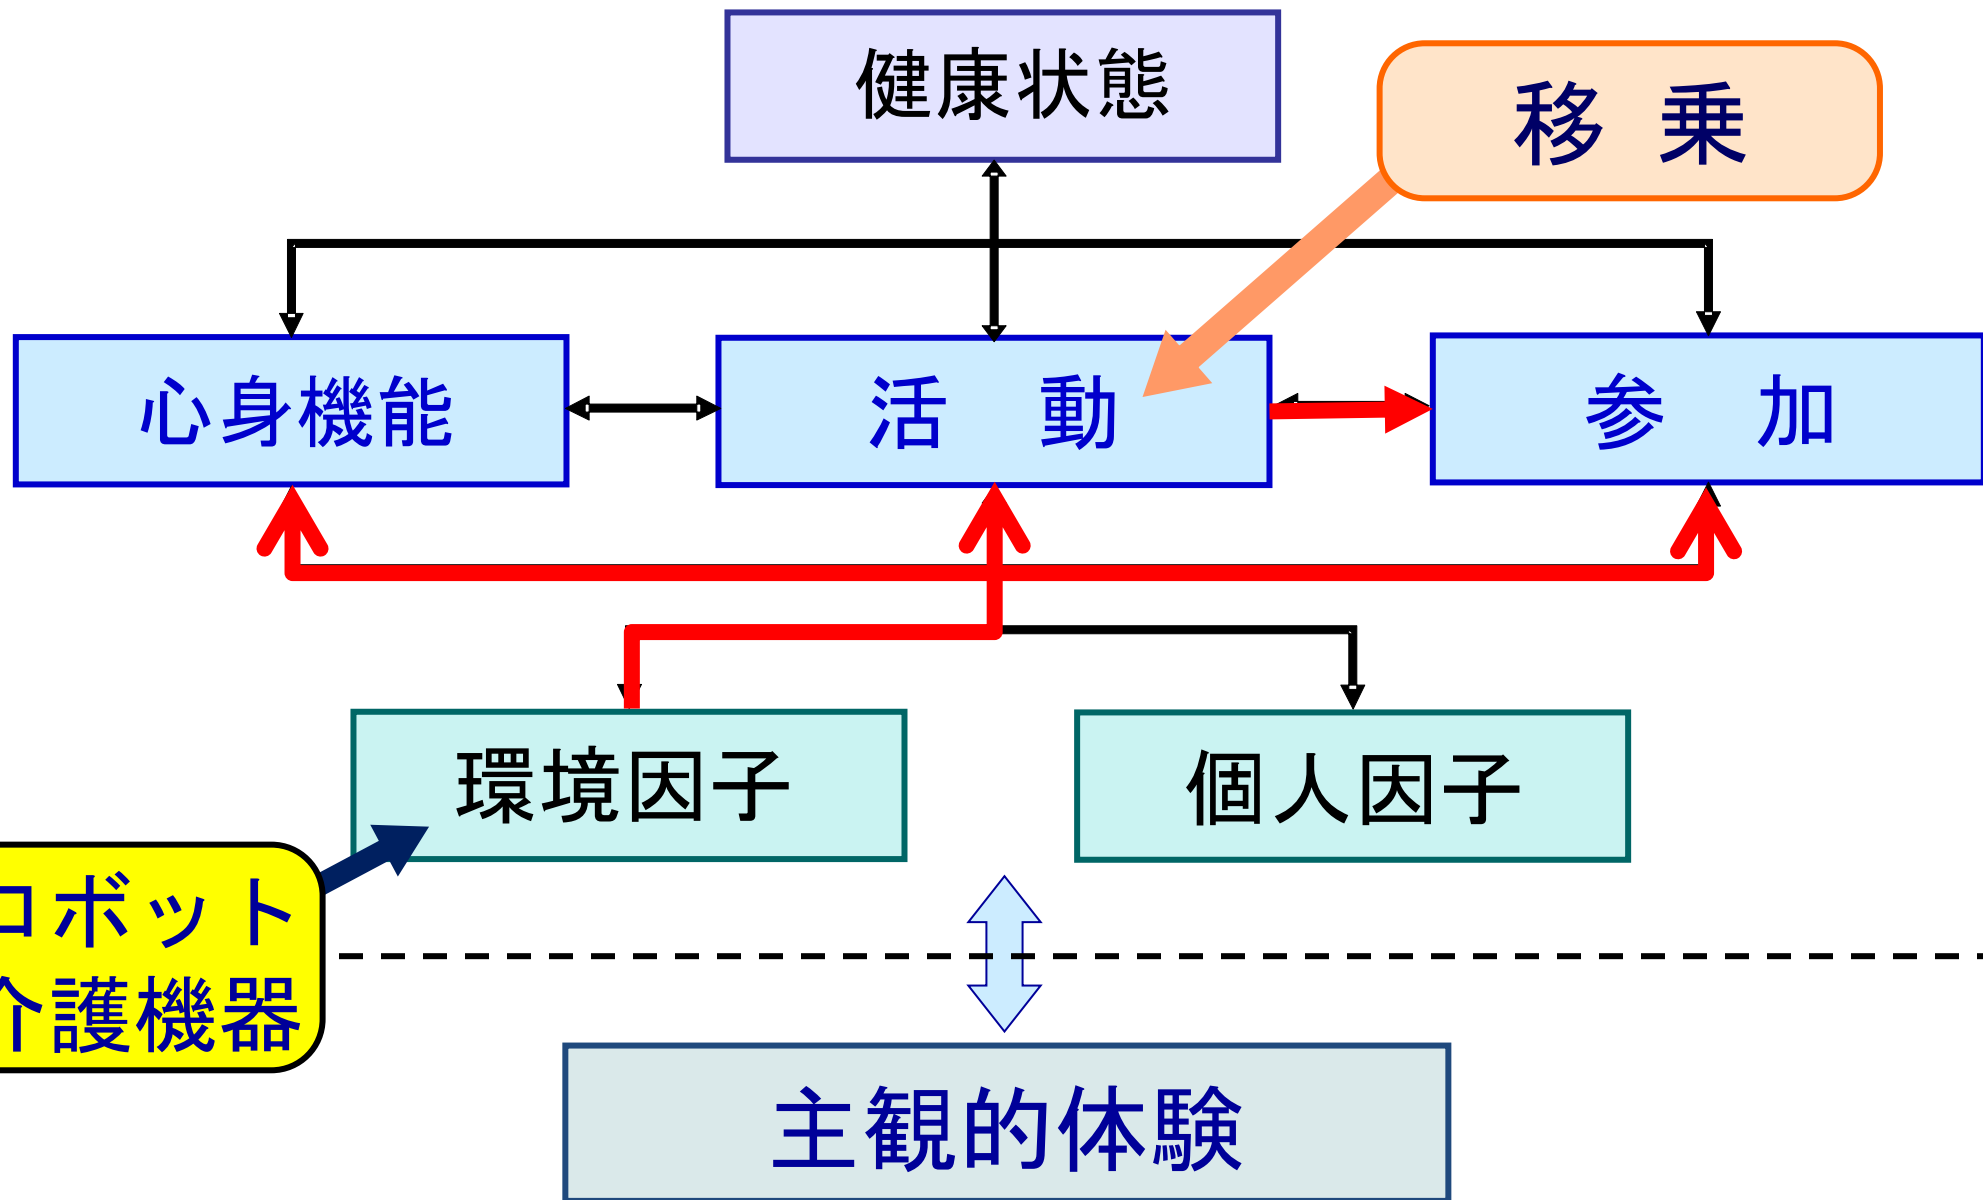 健康状態
移 乗
心身機能
活 動
参 加
環境因子
個人因子
ロボット
介護機器
主観的体験